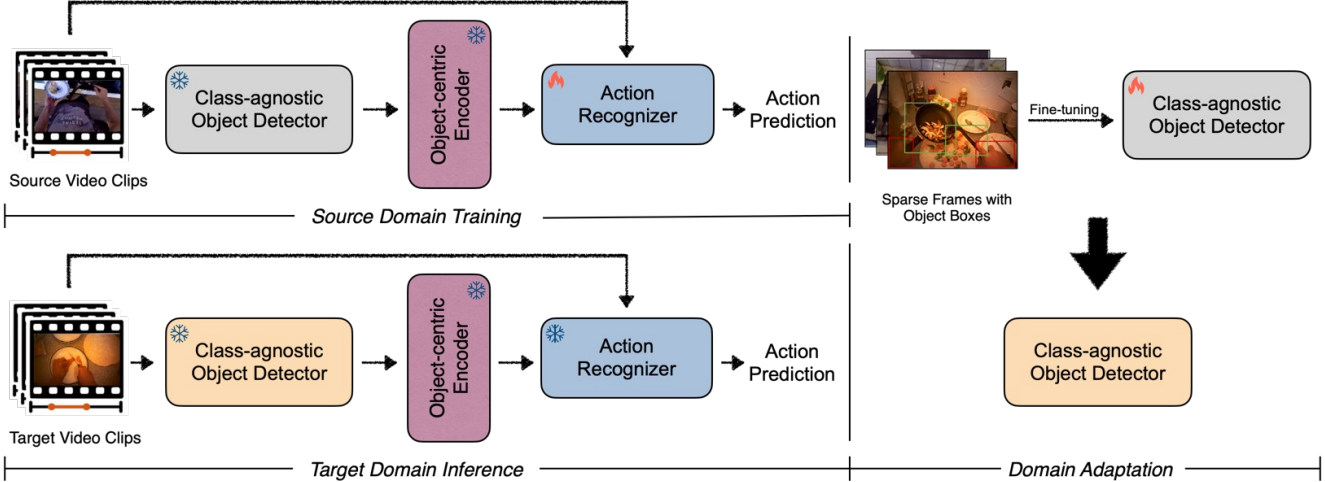 Class-agnostic
Object Detector
Object-centric
Encoder
Action
Recognizer
Action
Prediction
Source Video Clips
Source Domain Training
Fine-tuning
Class-agnostic
Object Detector
Sparse Frames with
Object Boxes
Class-agnostic
Object Detector
Object-centric
Encoder
Action
Recognizer
Action
Prediction
Target Video Clips
Target Domain Inference
Class-agnostic
Object Detector
Domain Adaptation